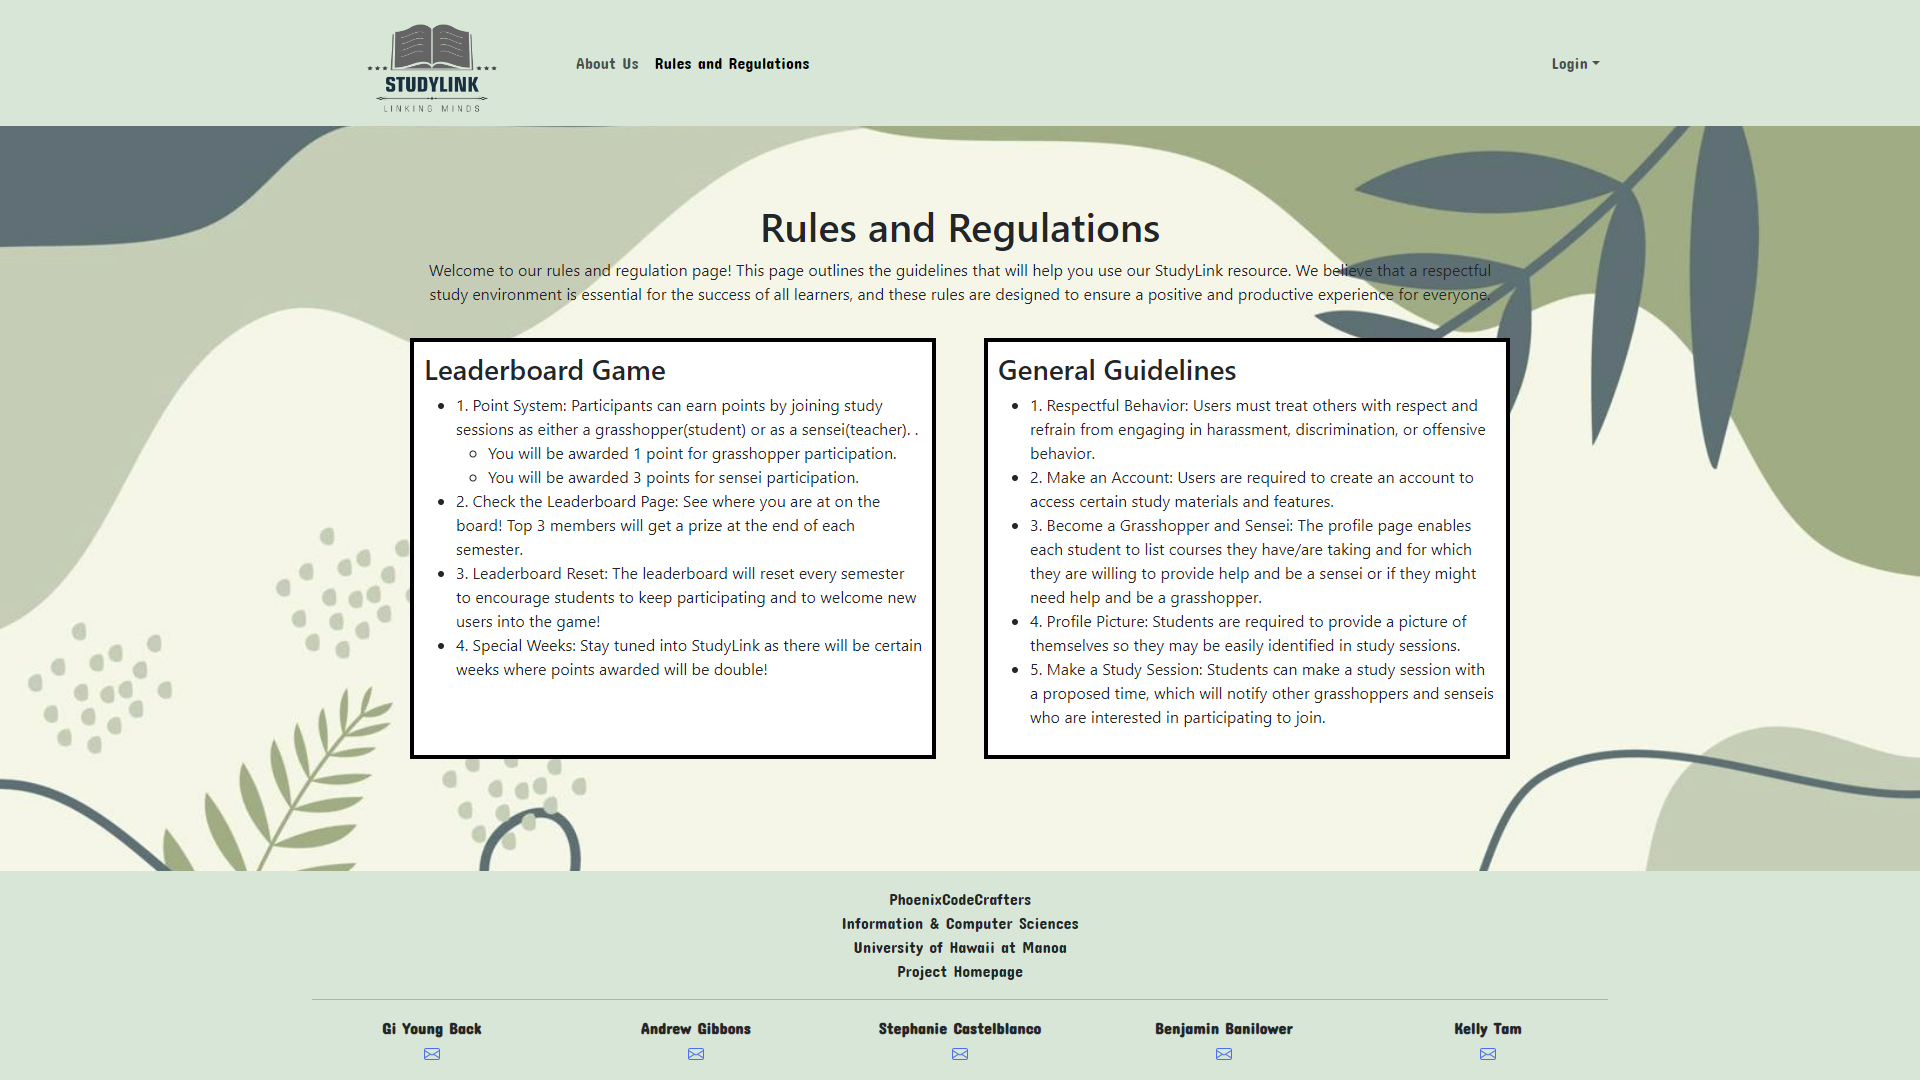 STUDYLINK
LINKING MINDS
About Us
Rules and Regulations
Login
Rules and Regulations
Welcome to our rules and regulation page! This page outlines the guidelines that will help you use our StudyLink resource. We believe that a respectful
study environment is essential for the success of all learners, and these rules are designed to ensure a positive and productive experience for everyone.
Leaderboard Game
• 1. Point System: Participants can earn points by joining study
sessions as either a grasshopper(student) or as a sensei(teacher). .
◦ You will be awarded 1 point for grasshopper participation.
◦ You will be awarded 3 points for sensei participation.
• 2. Check the Leaderboard Page: See where you are at on the
board! Top 3 members will get a prize at the end of each
semester.
• 3. Leaderboard Reset: The leaderboard will reset every semester
to encourage students to keep participating and to welcome new
users into the game!
• 4. Special Weeks: Stay tuned into StudyLink as there will be certain
weeks where points awarded will be double!
General Guidelines
• 1. Respectful Behavior: Users must treat others with respect and
refrain from engaging in harassment, discrimination, or offensive
behavior.
• 2. Make an Account: Users are required to create an account to
access certain study materials and features.
• 3. Become a Grasshopper and Sensei: The profile page enables
each student to list courses they have/are taking and for which
they are willing to provide help and be a sensei or if they might
need help and be a grasshopper.
• 4. Profile Picture: Students are required to provide a picture of
themselves so they may be easily identified in study sessions.
• 5. Make a Study Session: Students can make a study session with
a proposed time, which will notify other grasshoppers and senseis
who are interested in participating to join.
PhoenixCodeCrafters
Information & Computer Sciences
University of Hawaii at Manoa
Project Homepage
Gi Young Back
Andrew Gibbons
Stephanie Castelblanco
Benjamin Banilower
Kelly Tam